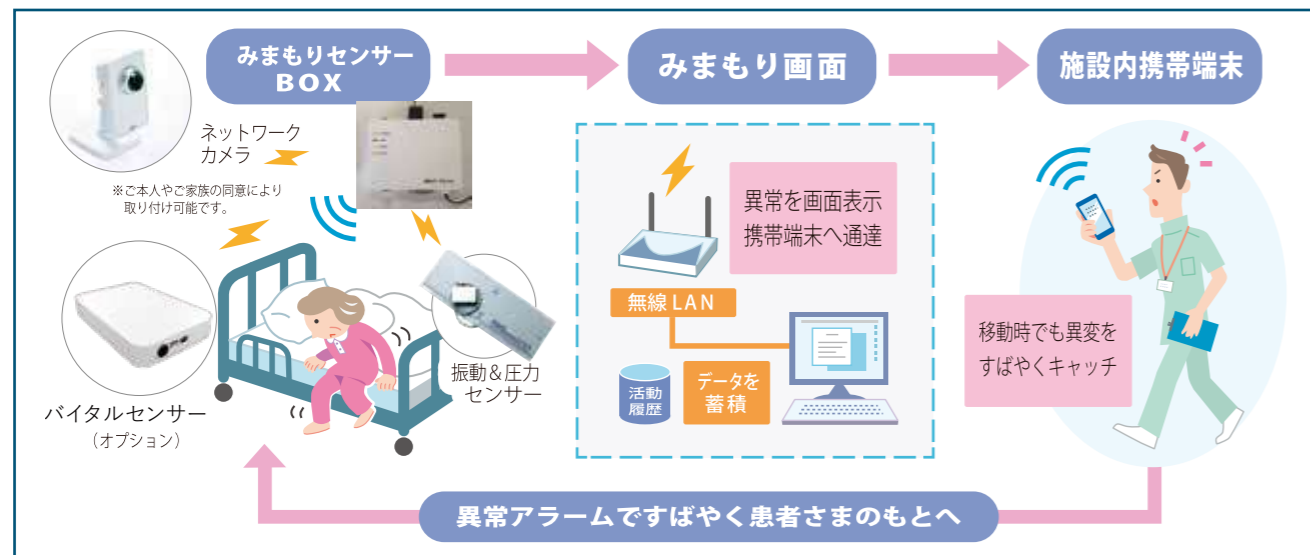 みまもりセンサー
BOX
みまもり画面
施設内携帯端末
ネットワーク
カメラ
※ご本人やご家族の同意により
取り付け可能です。
バイタルセンサー
（オプション）
振動＆圧力
センサー
異常を画面表示
携帯端末へ通達
無線 LAN
活動
履歴
データを
蓄積
移動時でも異変を
すばやくキャッチ
異常アラームですばやく患者さまのもとへ